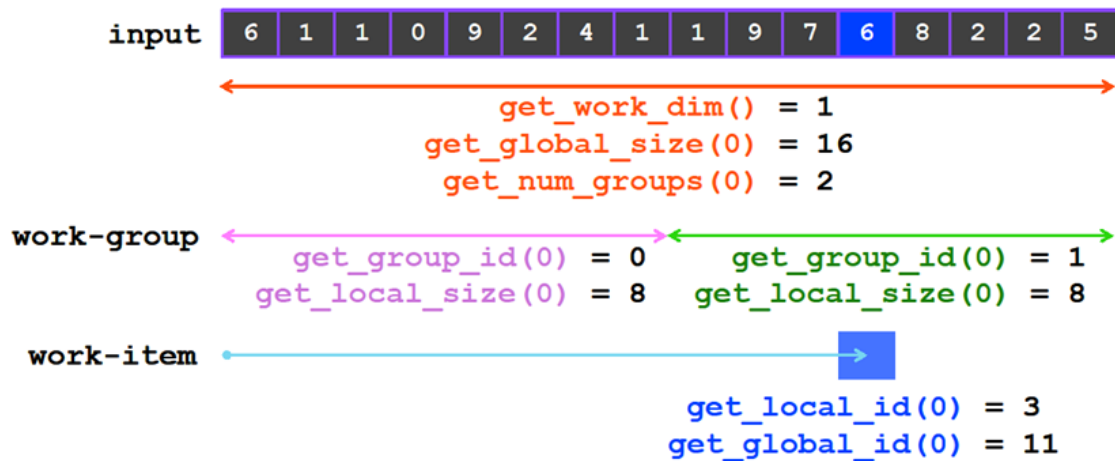 input 6 1 1 0 9 2 4 1 1 9 7 6 8 2 2 5
get_work_dim() = 1
get_global_size(0) = 16
get_num_groups(0) = 2
work-group
get_group_id(0) = 0 get_group_id(0) = 1
get_local_size(0) = 8 get_local_size(0) = 8
work-item
get_local_id(0) = 3
get_global_id(0) = 11